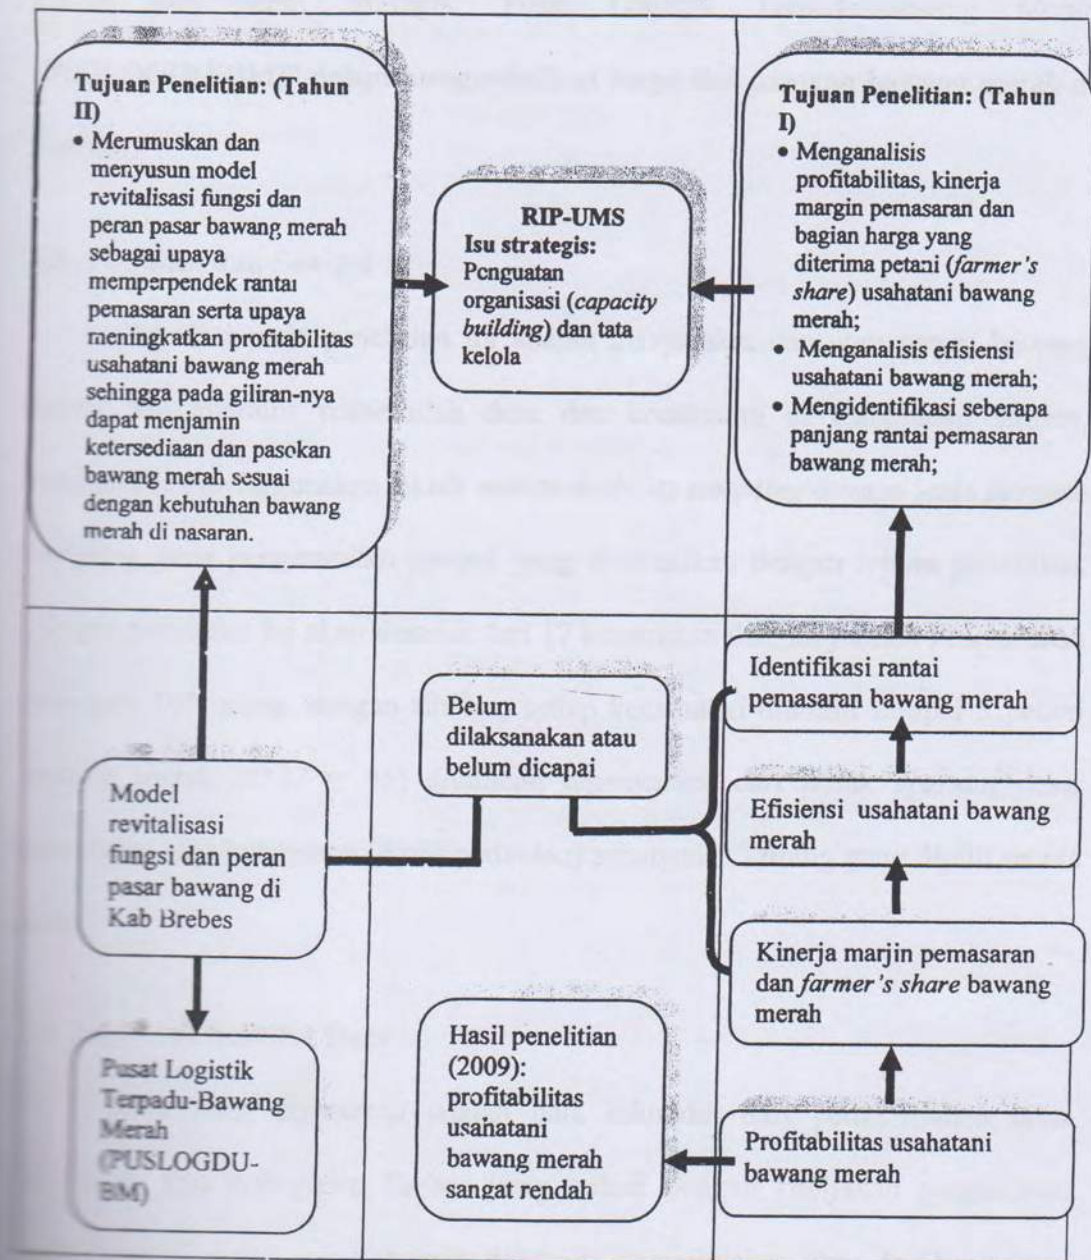 Tujuan Penelitian: (Tahun
II)
• Merumuskan dan
menyusun model
revitalisasi fungsi dan
peran pasar bawang merah
sebagai upaya
memperpendek rantai
pemasaran serta upaya
meningkatkan profitabilitas
usahatani bawang merah
sehingga pada giliran-nya
dapat menjamin
ketersediaan dan pasokan
bawang merah sesuai
dengan kebutuhan bawang
merah di pasaran.
RIP-UMS
Isu strategis:
Penguatan
organisasi (capacity
building) dan tata
kelola
Tujuan Penelitian: (Tahun
I)
• Menganalisis
profitabilitas, kinerja
margin pemasaran dan
bagian harga yang
diterima petani (farmer's
share) usahatani bawang
merah;
• Menganalisis efisiensi
usahatani bawang merah;
• Mengidentifikasi seberapa
panjang rantai pemasaran
bawang merah;
Model
revitalisasi
fungsi dan peran
pasar bawang di
Kab Brebes
Belum
dilaksanakan atau
belum dicapai
Identifikasi rantai
pemasaran bawang merah
Efisiensi usahatani bawang
merah
Kinerja marjin pemasaran
dan farmer's share bawang
merah
Pusat Logistik
Terpadu-Bawang
Merah
(PUSLOGDU-
BM)
Hasil penelitian
(2009):
profitabilitas
usahatani
bawang merah
sangat rendah
Profitabilitas usahatani
bawang merah